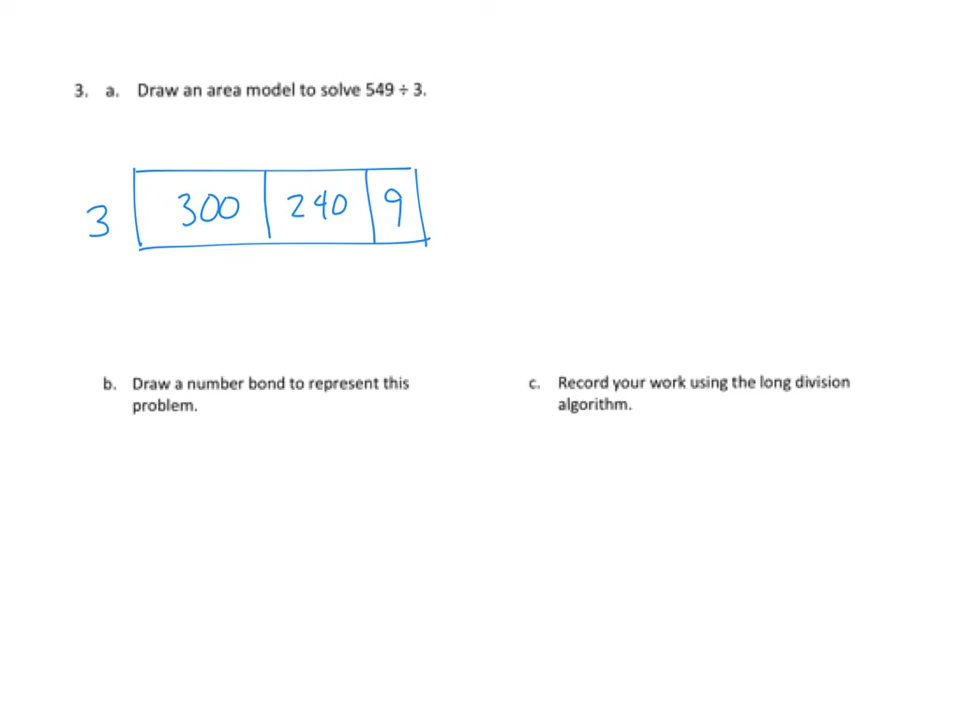 3. a. Draw an area model to solve 549 ÷ 3.
3 300 240 9
b. Draw a number bond to represent this
problem.
c. Record your work using the long division
algorithm.